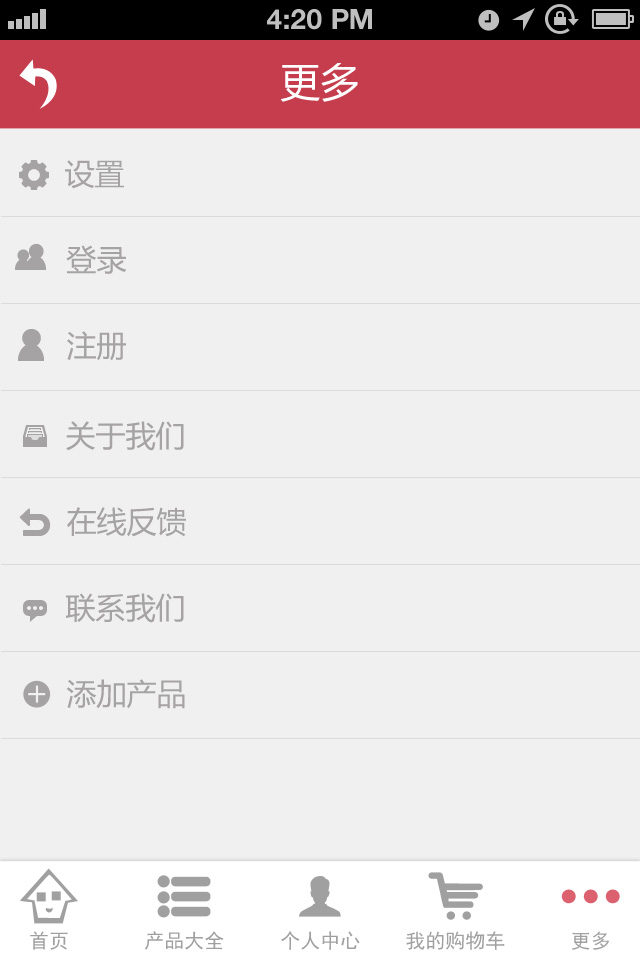 4:20 PM
更多
设置
登录
注册
关于我们
在线反馈
联系我们
添加产品
首页 产品大全 个人中心 我的购物车 更多